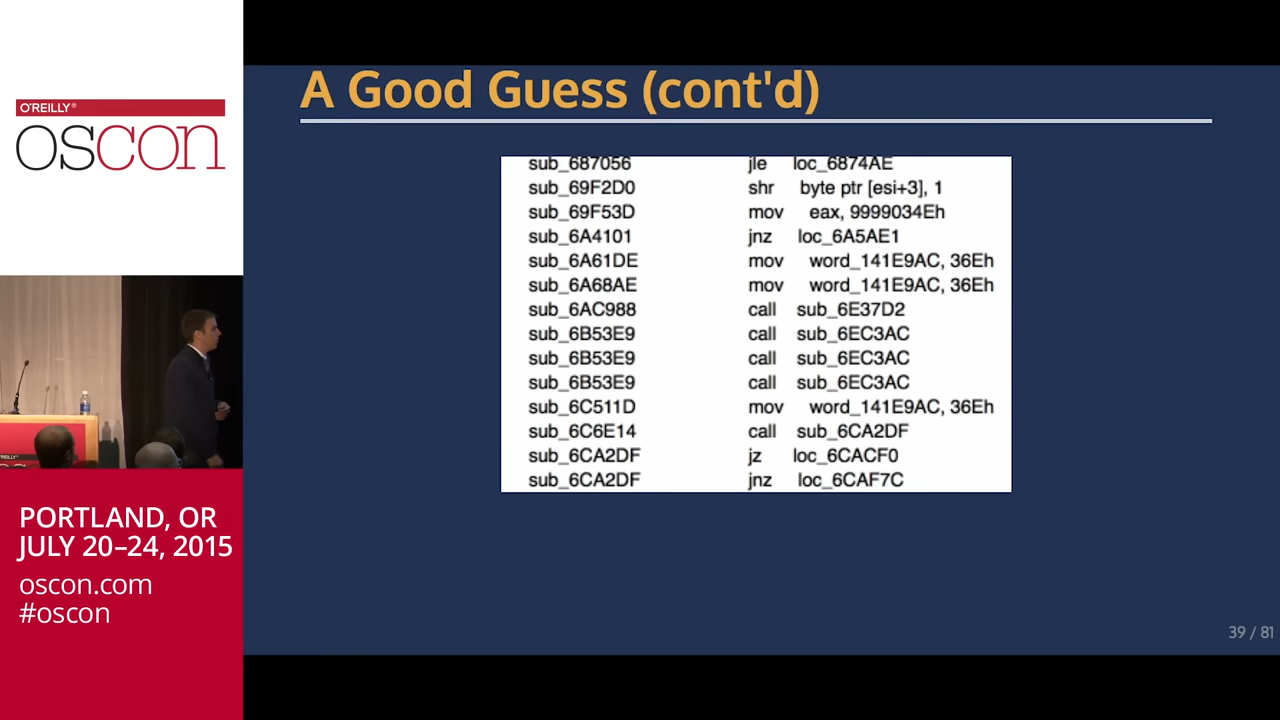 O'REILLY®
oscon
PORTLAND, OR
JULY 20–24, 2015
oscon.com
#oscon
A Good Guess (cont'd)
sub_687056 jle loc_6874AE
sub_69F2D0 shr byte ptr [esi+3], 1
sub_69F53D mov eax, 9999034Eh
sub_6A4101 jnz loc_6A5AE1
sub_6A61DE mov word_141E9AC, 36Eh
sub_6A68AE mov word_141E9AC, 36Eh
sub_6AC988 call sub_6E37D2
sub_6B53E9 call sub_6EC3AC
sub_6B53E9 call sub_6EC3AC
sub_6B53E9 call sub_6EC3AC
sub_6C511D mov word_141E9AC, 36Eh
sub_6C6E14 call sub_6CA2DF
sub_6CA2DF jz loc_6CACF0
sub_6CA2DF jnz loc_6CAF7C
39 / 81